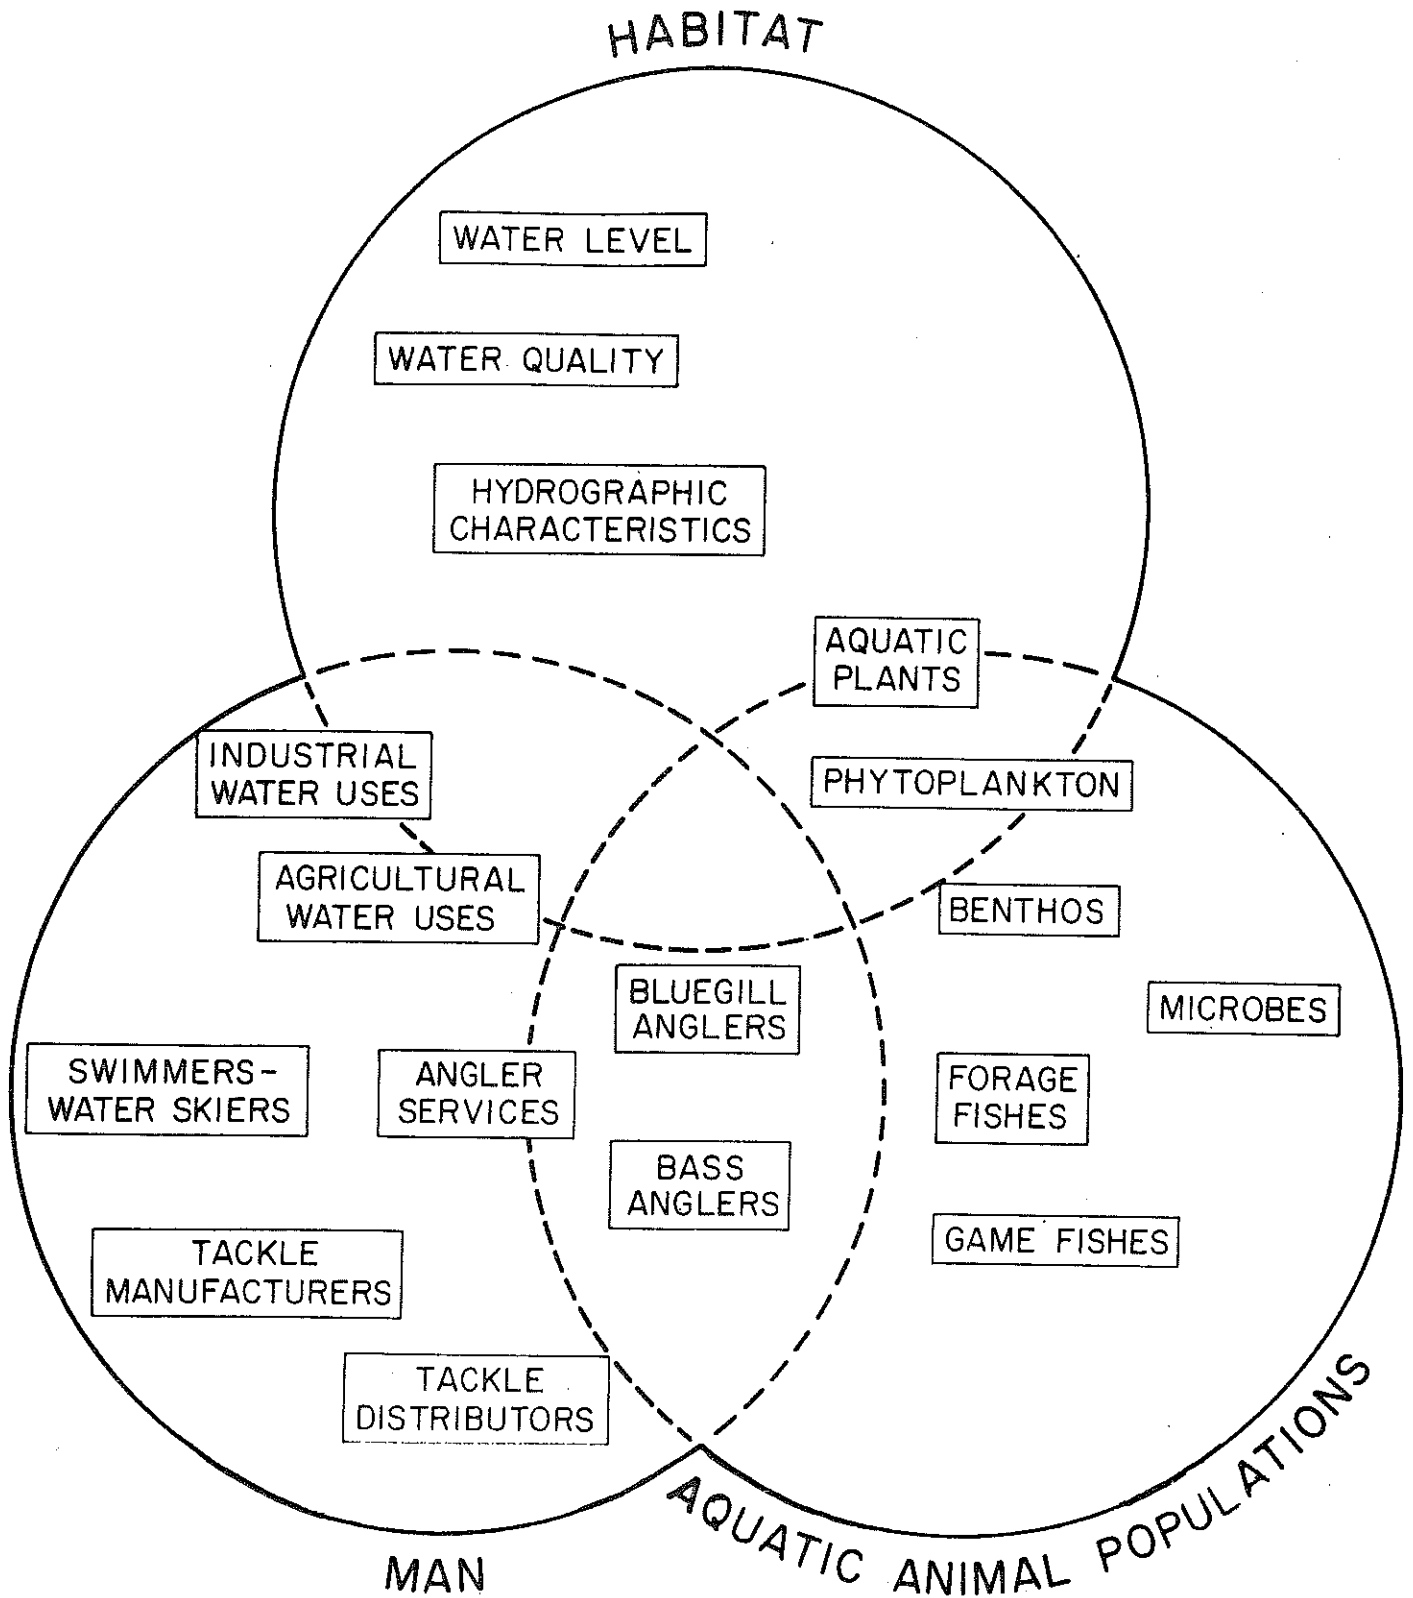 HABITAT
WATER LEVEL
WATER QUALITY
HYDROGRAPHIC
CHARACTERISTICS
AQUATIC
PLANTS
INDUSTRIAL
WATER USES
PHYTOPLANKTON
AGRICULTURAL
WATER USES
BENTHOS
BLUEGILL
ANGLERS
MICROBES
SWIMMERS-
WATER SKIERS
ANGLER
SERVICES
FORAGE
FISHES
BASS
ANGLERS
GAME FISHES
TACKLE
MANUFACTURERS
TACKLE
DISTRIBUTORS
MAN
AQUATIC ANIMAL POPULATIONS